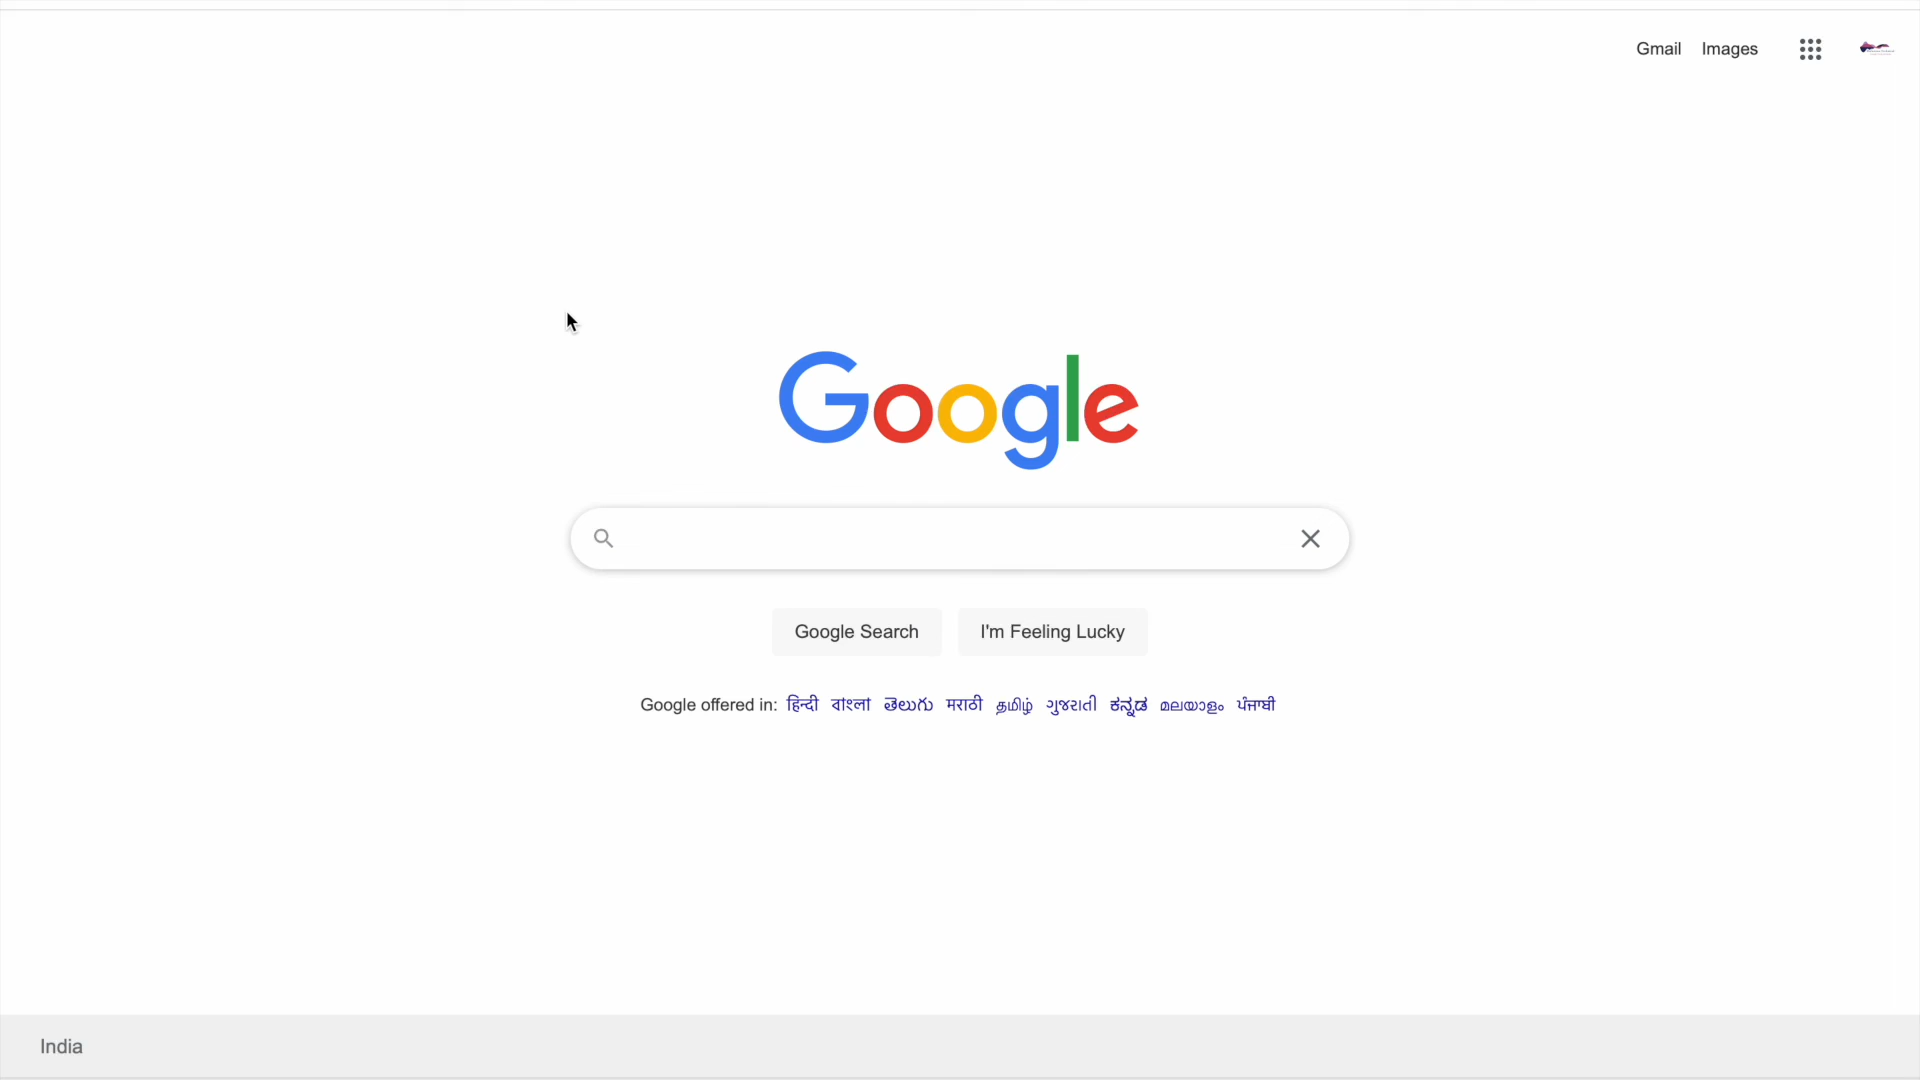 Gmail Images
Google
Google Search I'm Feeling Lucky
Google offered in: हिन्दी বাংলা తెలుగు मराठी தமிழ் ગુજરાતી ಕನ್ನಡ മലയാളം ਪੰਜਾਬੀ
India